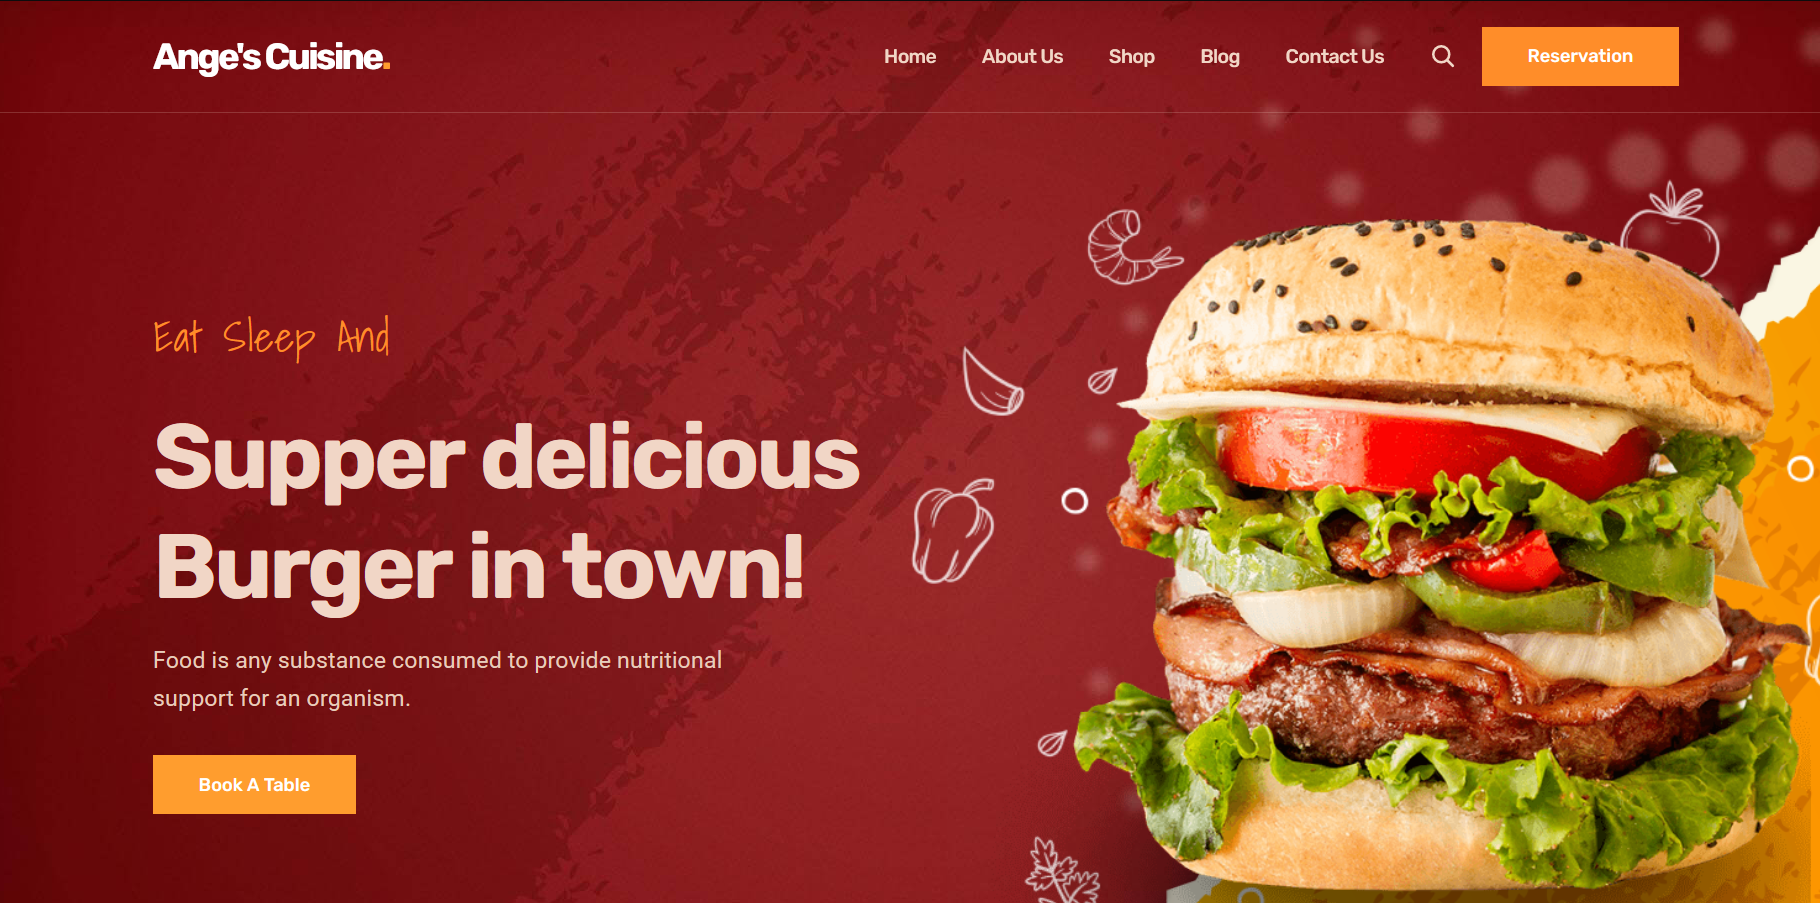 Ange's Cuisine.
Home About Us Shop Blog Contact Us Reservation
Eat Sleep And
Supper delicious
Burger in town!
Food is any substance consumed to provide nutritional
support for an organism.
Book A Table